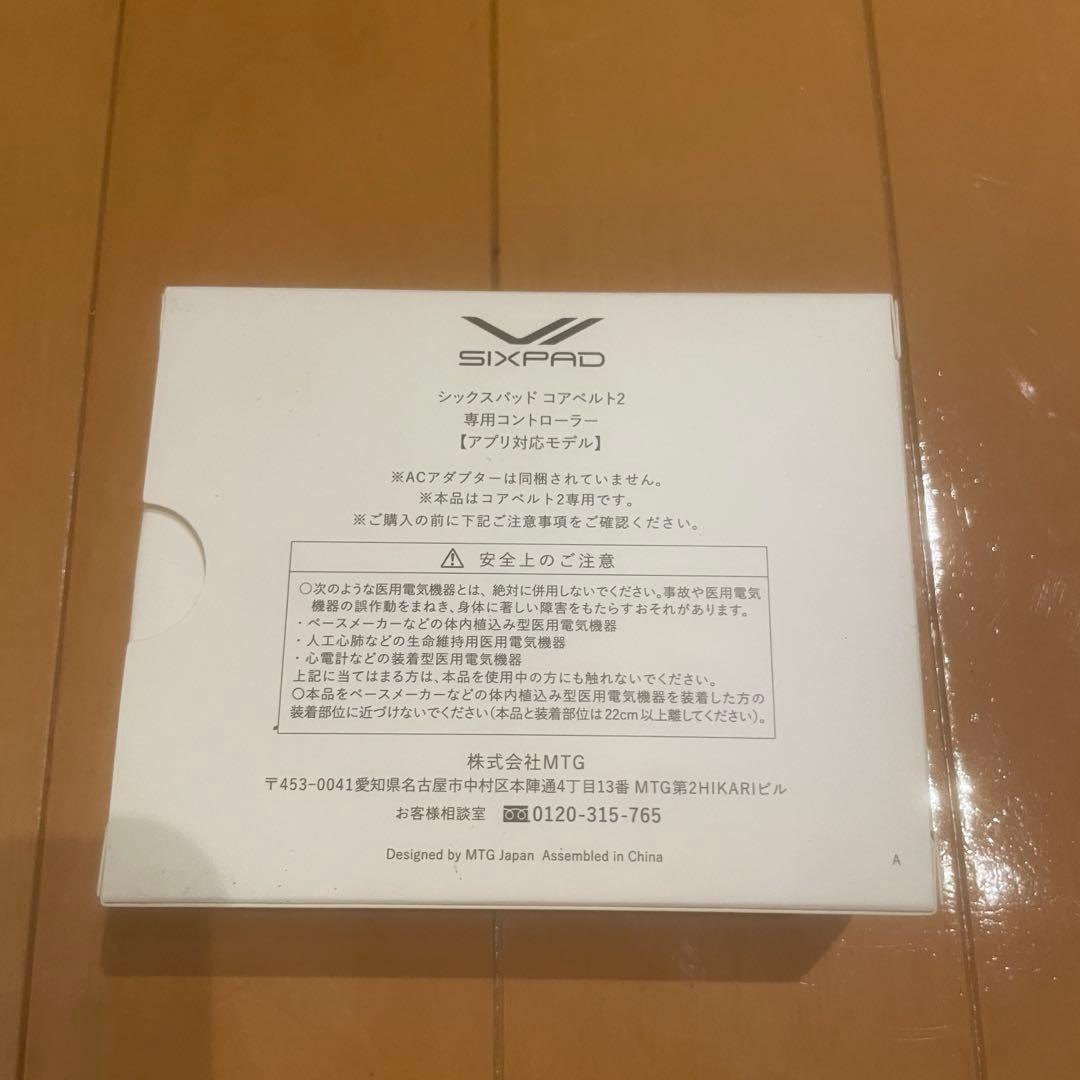 SIXPAD
シックスパッド コアベルト2
専用コントローラー
【アプリ対応モデル】
※ACアダプターは同梱されていません。
※本品はコアベルト2専用です。
※ご購入の前に下記ご注意事項をご確認ください。
安全上のご注意
○次のような医用電気機器とは、絶対に併用しないでください。事故や医用電気
機器の誤作動をまねき、身体に著しい障害をもたらすおそれがあります。
・ペースメーカーなどの体内植込み型医用電気機器
・人工心肺などの生命維持用医用電気機器
・心電計などの装着型医用電気機器
上記に当てはまる方は、本品を使用中の方にも触れないでください。
○本品をペースメーカーなどの体内植込み型医用電気機器を装着した方の
装着部位に近づけないでください(本品と装着部位は22cm以上離してください)。
株式会社MTG
〒453-0041愛知県名古屋市中村区本陣通4丁目13番 MTG第2HIKARIビル
お客様相談室 0120-315-765
Designed by MTG Japan Assembled in China
A